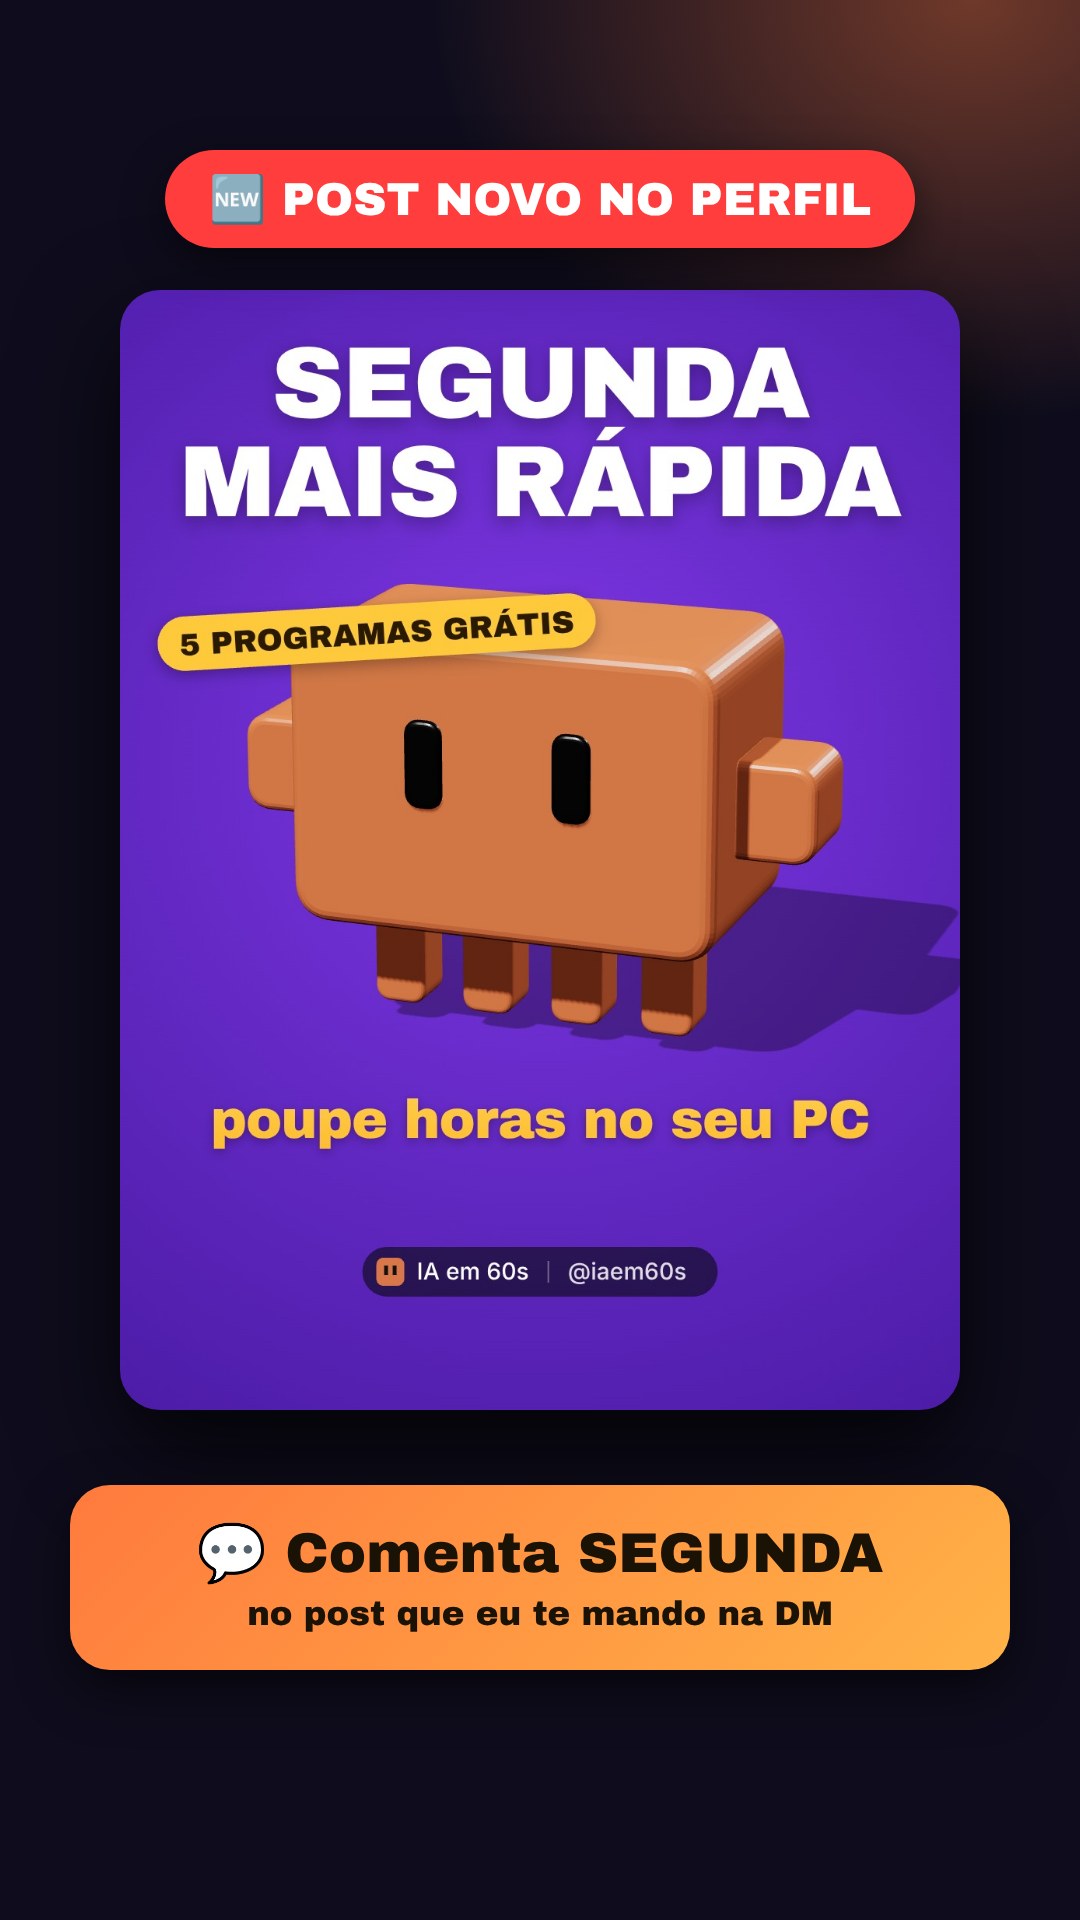 🆕 POST NOVO NO PERFIL
SEGUNDA
MAIS RÁPIDA
5 PROGRAMAS GRÁTIS
poupe horas no seu PC
IA em 60s | @iaem60s
💬 Comenta SEGUNDA
no post que eu te mando na DM